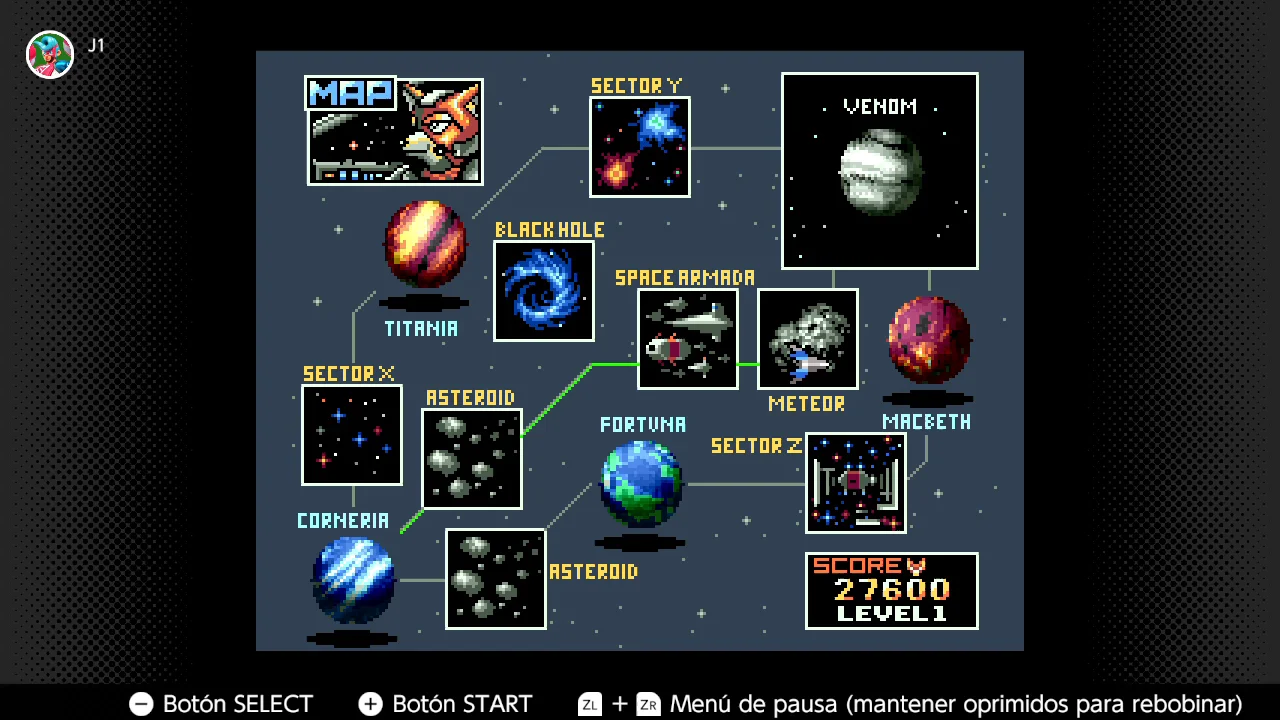 J1
MAP
SECTOR Y
VENOM
BLACK HOLE
SPACE ARMADA
TITANIA
SECTOR X
ASTEROID
METEOR
MACBETH
FORTUNA
SECTOR Z
CORNERIA
ASTEROID
SCORE
27600
LEVEL1
- Botón SELECT
+ Botón START
ZL + ZR Menú de pausa (mantener oprimidos para rebobinar)